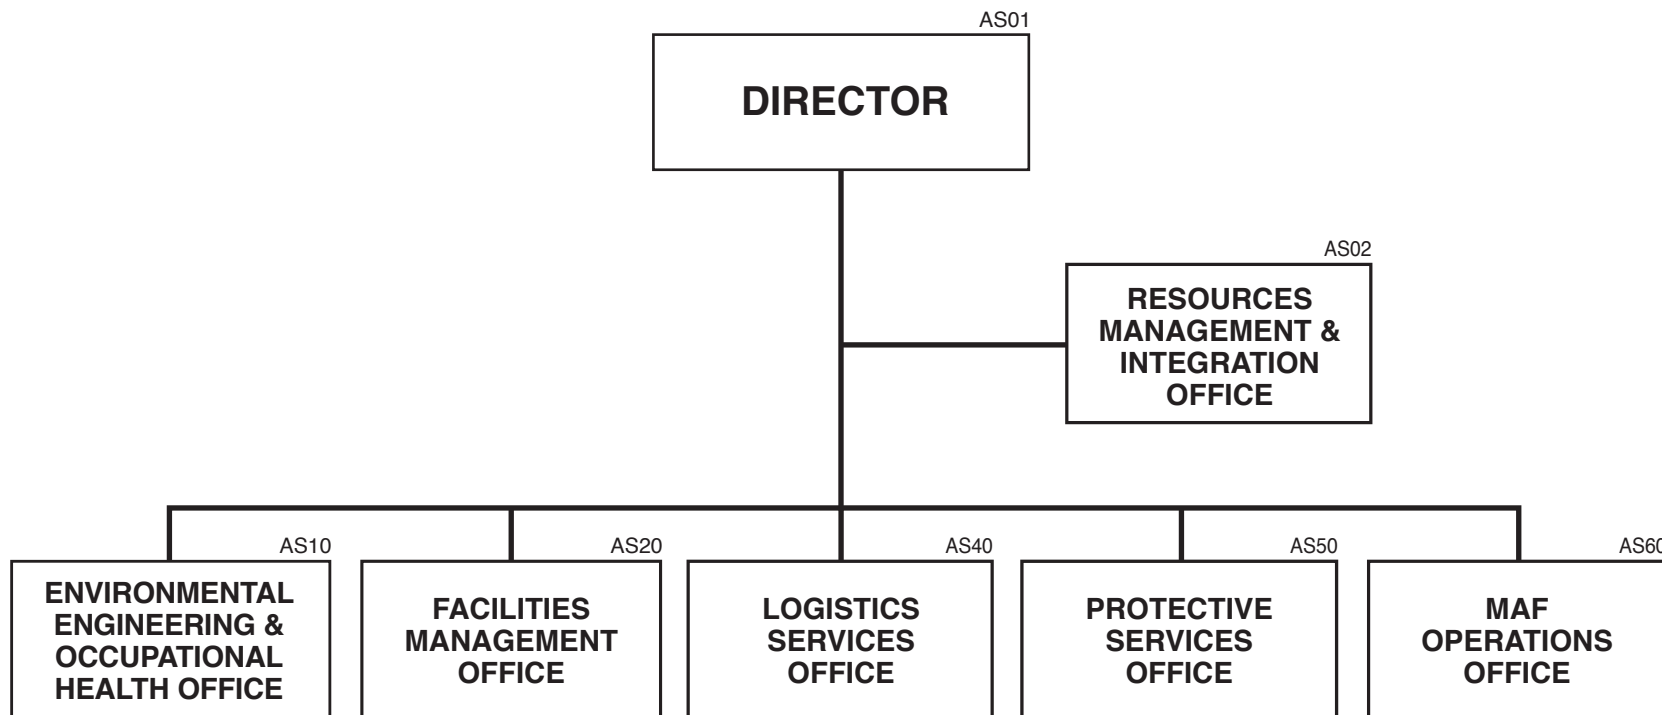 AS01
DIRECTOR
AS02
RESOURCES
MANAGEMENT &
INTEGRATION
OFFICE
AS10
ENVIRONMENTAL
ENGINEERING &
OCCUPATIONAL
HEALTH OFFICE
AS20
FACILITIES
MANAGEMENT
OFFICE
AS40
LOGISTICS
SERVICES
OFFICE
AS50
PROTECTIVE
SERVICES
OFFICE
AS60
MAF
OPERATIONS
OFFICE